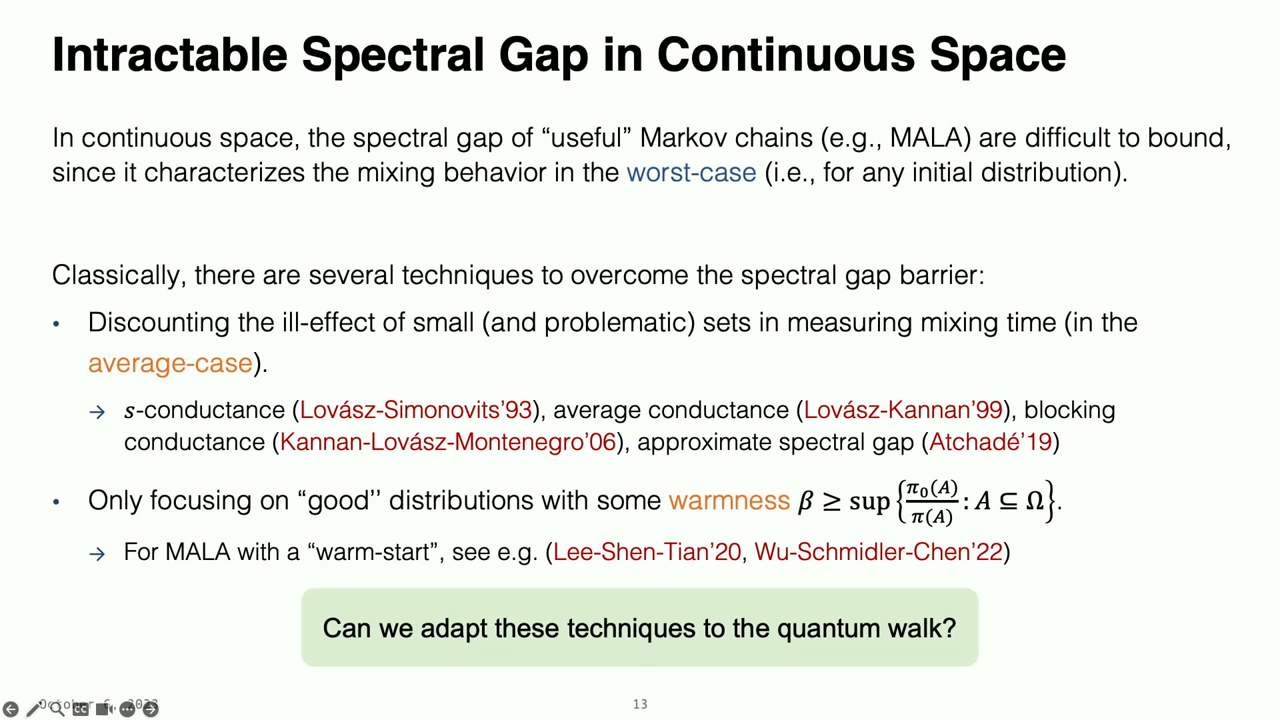 Intractable Spectral Gap in Continuous Space
In continuous space, the spectral gap of “useful” Markov chains (e.g., MALA) are difficult to bound,
since it characterizes the mixing behavior in the worst-case (i.e., for any initial distribution).
Classically, there are several techniques to overcome the spectral gap barrier:
• Discounting the ill-effect of small (and problematic) sets in measuring mixing time (in the
average-case).
→ s-conductance (Lovász-Simonovits’93), average conductance (Lovász-Kannan’99), blocking
conductance (Kannan-Lovász-Montenegro’06), approximate spectral gap (Atchadé’19)
• Only focusing on “good’’ distributions with some warmness β ≥ sup{π₀(A)/π(A) : A ⊆ Ω}.
→ For MALA with a “warm-start”, see e.g. (Lee-Shen-Tian’20, Wu-Schmidler-Chen’22)
Can we adapt these techniques to the quantum walk?
October 6, 2023
13